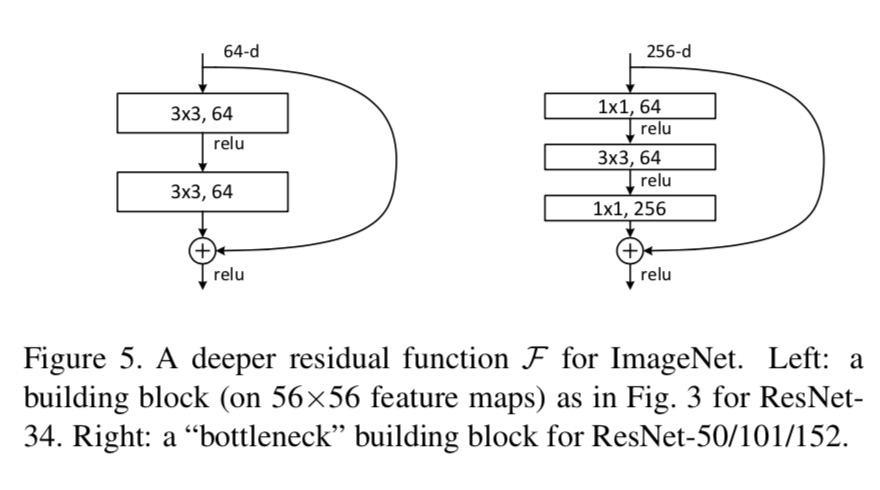 64-d
3x3, 64
relu
3x3, 64
+
relu
256-d
1x1, 64
relu
3x3, 64
relu
1x1, 256
+
relu
Figure 5. A deeper residual function ℱ for ImageNet. Left: a
building block (on 56×56 feature maps) as in Fig. 3 for ResNet-
34. Right: a “bottleneck” building block for ResNet-50/101/152.